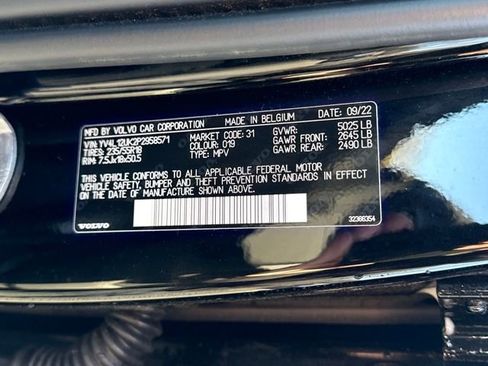 MFD. BY VOLVO CAR CORPORATION MADE IN BELGIUM DATE: 09/22
VIN: YV4L12UK2P2958571 MARKET CODE: 31 GVWR: 5025 LB
TIRES: 235/55R18 COLOUR: 019 GAW FRONT: 2645 LB
RIM: 7.5Jx18x50.5 TYPE: MPV GAW REAR: 2490 LB
THIS VEHICLE CONFORMS TO ALL APPLICABLE FEDERAL MOTOR
VEHICLE SAFETY, BUMPER AND THEFT PREVENTION STANDARDS IN EFFECT
ON THE DATE OF MANUFACTURE SHOWN ABOVE.
VOLVO 32366354